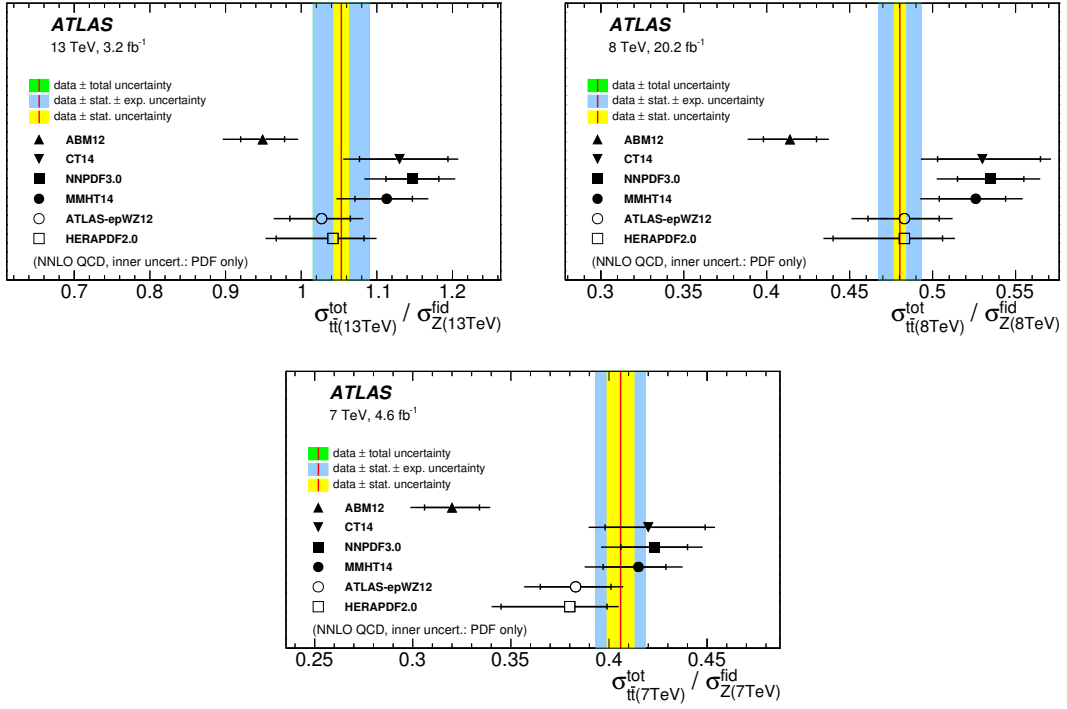 ATLAS
13 TeV, 3.2 fb⁻¹
data ± total uncertainty
data ± stat. ± exp. uncertainty
data ± stat. uncertainty
ABM12
CT14
NNPDF3.0
MMHT14
ATLAS-epWZ12
HERAPDF2.0
(NNLO QCD, inner uncert.: PDF only)
0.7 0.8 0.9 1 1.1 1.2
σ^tot_tt̄(13TeV) / σ^fid_Z(13TeV)
ATLAS
8 TeV, 20.2 fb⁻¹
data ± total uncertainty
data ± stat. ± exp. uncertainty
data ± stat. uncertainty
ABM12
CT14
NNPDF3.0
MMHT14
ATLAS-epWZ12
HERAPDF2.0
(NNLO QCD, inner uncert.: PDF only)
0.3 0.35 0.4 0.45 0.5 0.55
σ^tot_tt̄(8TeV) / σ^fid_Z(8TeV)
ATLAS
7 TeV, 4.6 fb⁻¹
data ± total uncertainty
data ± stat. ± exp. uncertainty
data ± stat. uncertainty
ABM12
CT14
NNPDF3.0
MMHT14
ATLAS-epWZ12
HERAPDF2.0
(NNLO QCD, inner uncert.: PDF only)
0.25 0.3 0.35 0.4 0.45
σ^tot_tt̄(7TeV) / σ^fid_Z(7TeV)